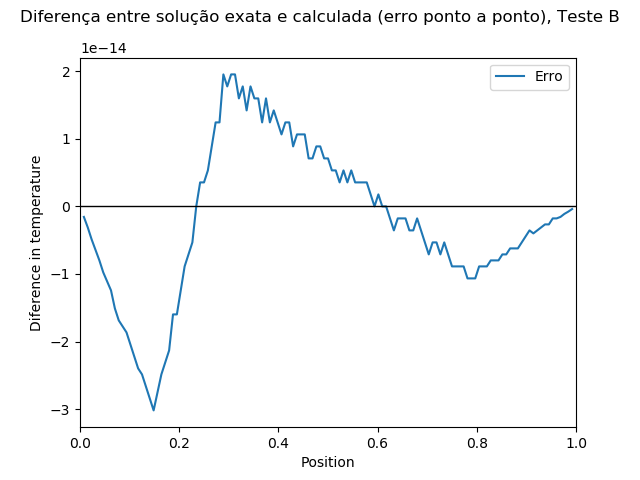 Diferença entre solução exata e calculada (erro ponto a ponto), Teste B
1e−14
2
1
0
−1
−2
−3
Diference in temperature
Erro
0.0
0.2
0.4
0.6
0.8
1.0
Position